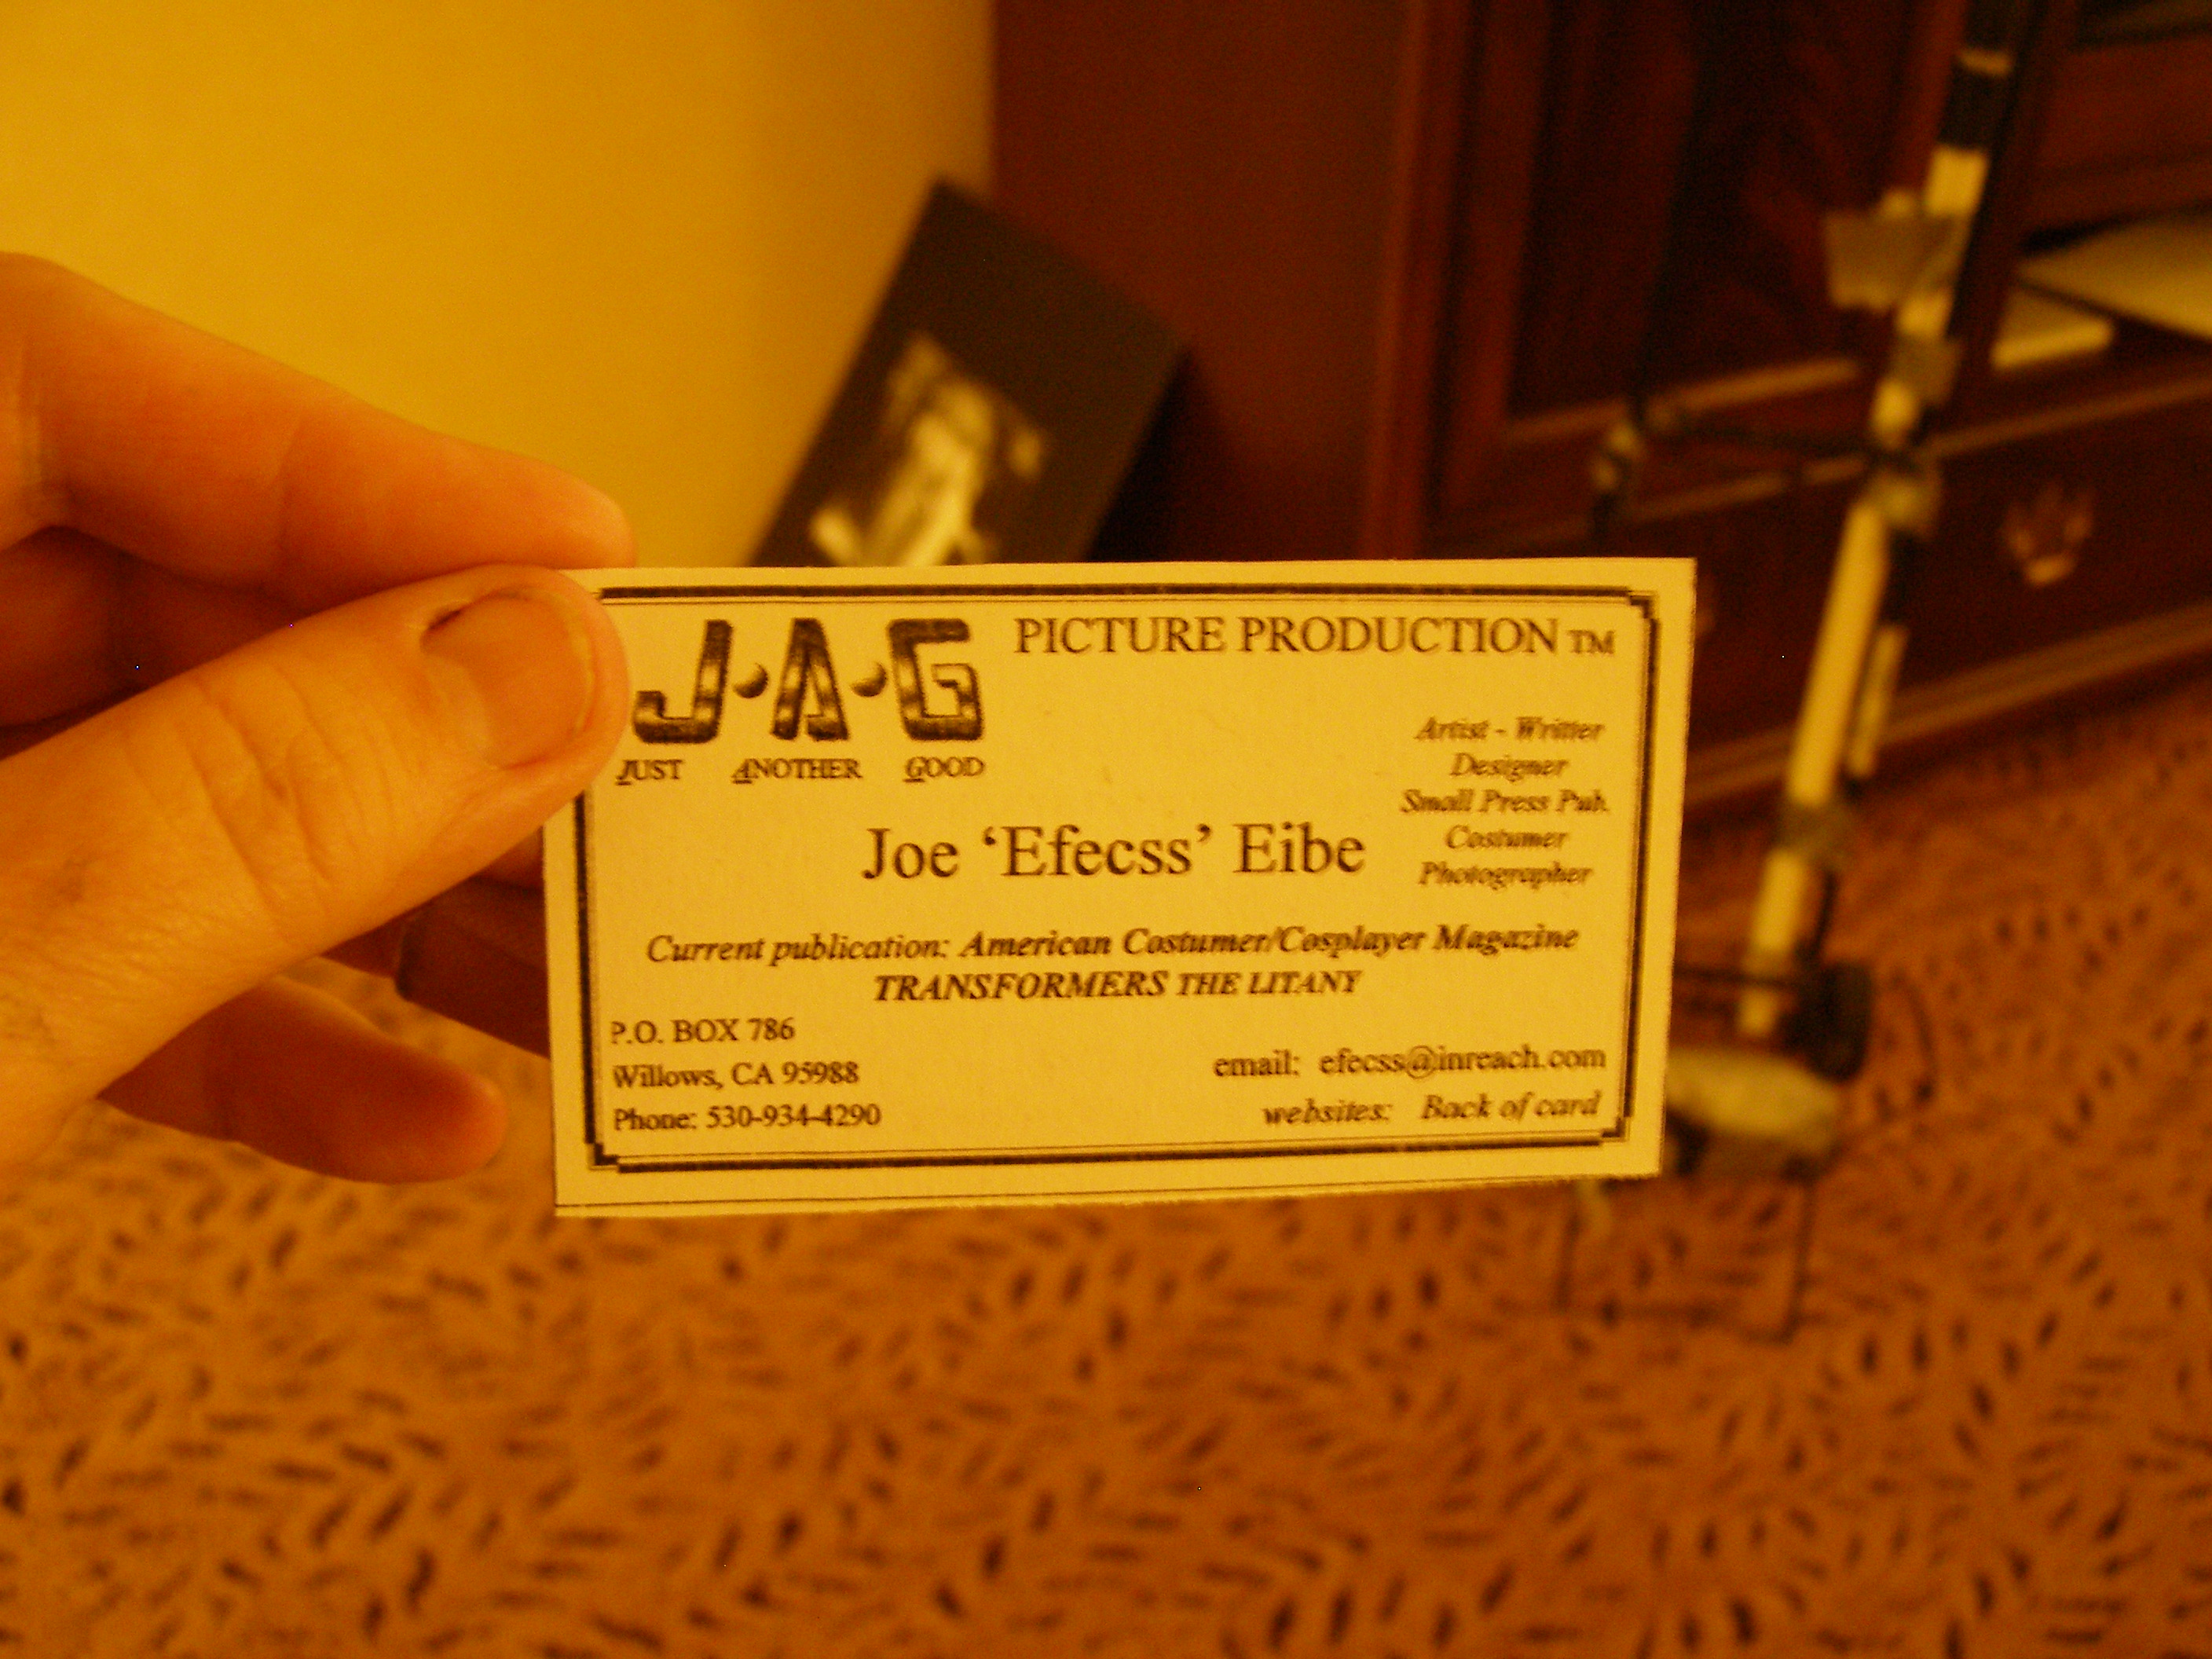 J·A·G PICTURE PRODUCTION TM
JUST ANOTHER GOOD
Artist - Writter
Designer
Small Press Pub.
Costumer
Photographer
Joe ‘Efecss’ Eibe
Current publication: American Costumer/Cosplayer Magazine
TRANSFORMERS THE LITANY
P.O. BOX 786
Willows, CA 95988
Phone: 530-934-4290
email: efecss@inreach.com
websites: Back of card